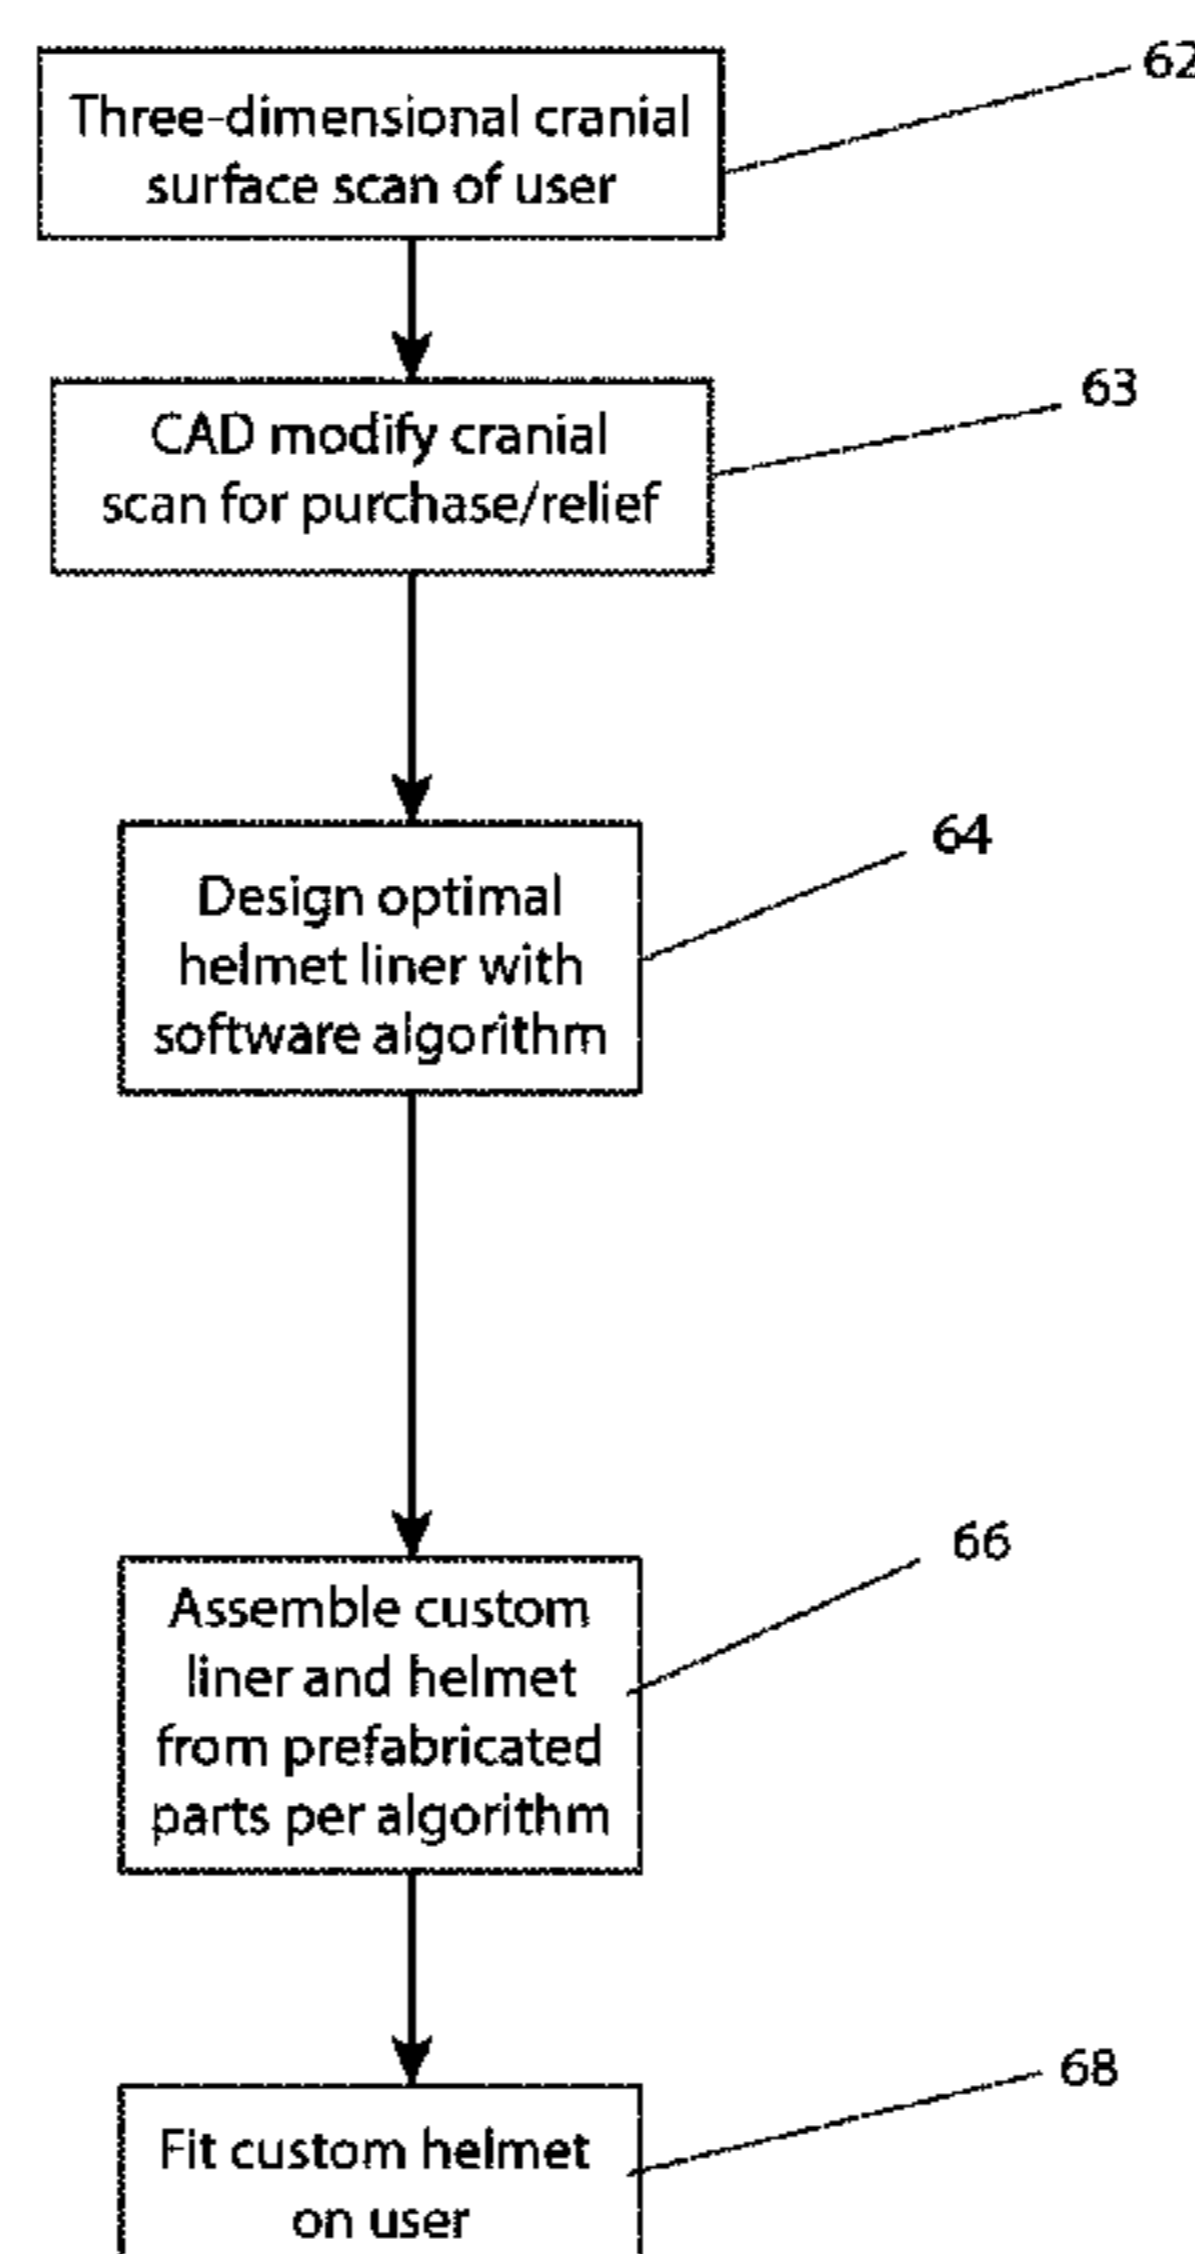 62
Three-dimensional cranial
surface scan of user
63
CAD modify cranial
scan for purchase/relief
64
Design optimal
helmet liner with
software algorithm
66
Assemble custom
liner and helmet
from prefabricated
parts per algorithm
68
Fit custom helmet
on user